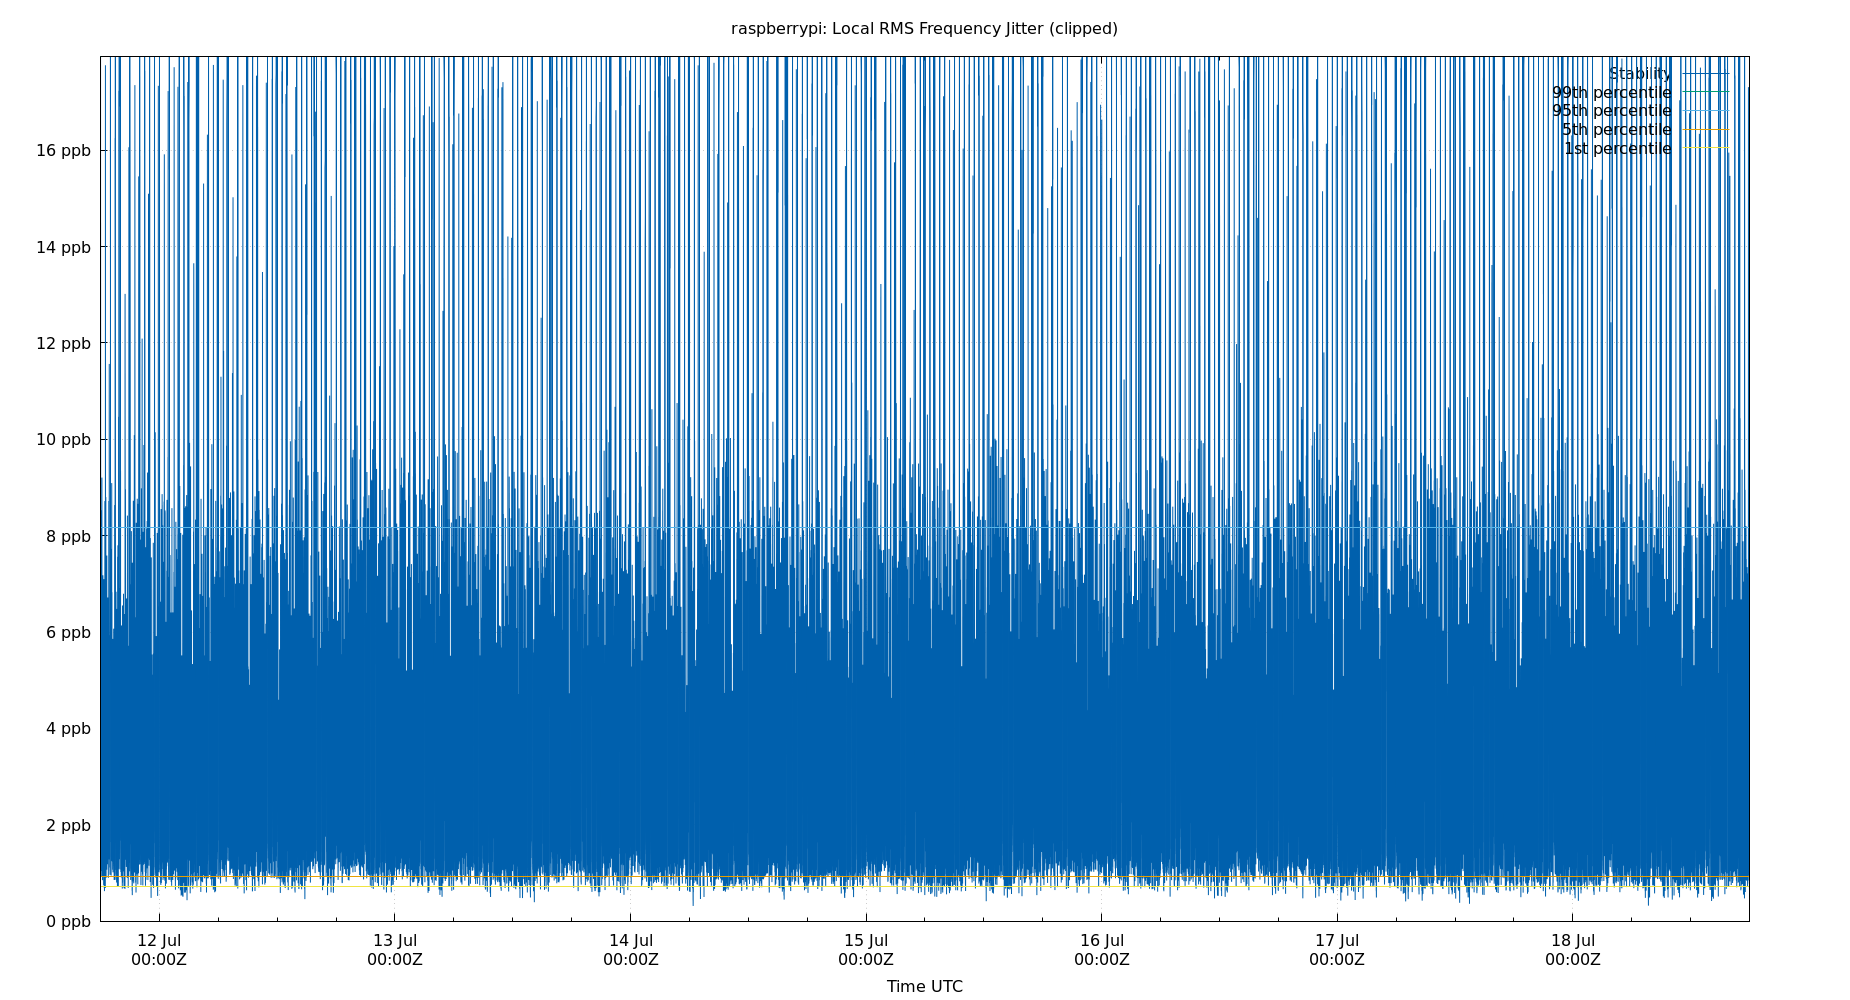 raspberrypi: Local RMS Frequency Jitter (clipped)
Stability
99th percentile
95th percentile
5th percentile
1st percentile
16 ppb
14 ppb
12 ppb
10 ppb
8 ppb
6 ppb
4 ppb
2 ppb
0 ppb
12 Jul 13 Jul 14 Jul 15 Jul 16 Jul 17 Jul 18 Jul
00:00Z 00:00Z 00:00Z 00:00Z 00:00Z 00:00Z 00:00Z
Time UTC